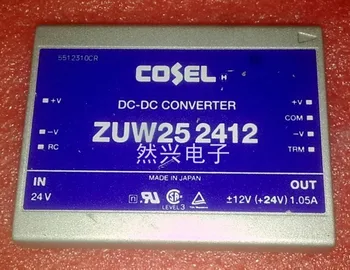 5512310CR
COSEL
H
DC-DC CONVERTER
+V
+V
COM
ZUW25 2412
-V
-V
RC
TRM
然兴电子
MADE IN JAPAN
IN
OUT
24V
LEVEL 3
±12V (+24V) 1.05A